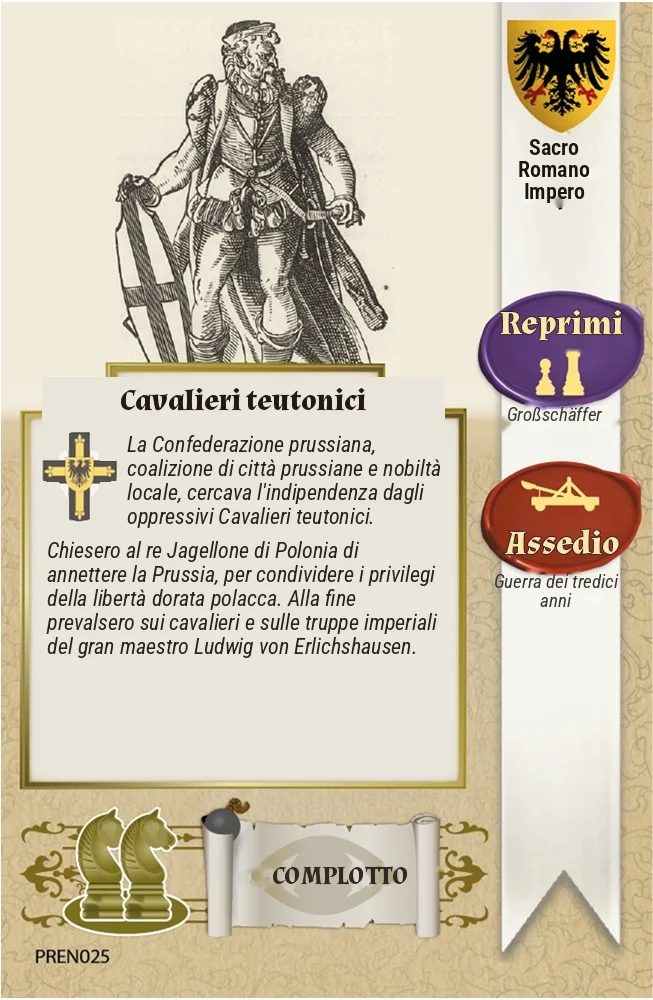 Sacro
Romano
Impero
Reprimi
Großschäffer
Assedio
Guerra dei tredici
anni
Cavalieri teutonici
La Confederazione prussiana,
coalizione di città prussiane e nobiltà
locale, cercava l'indipendenza dagli
oppressivi Cavalieri teutonici.
Chiesero al re Jagellone di Polonia di
annettere la Prussia, per condividere i privilegi
della libertà dorata polacca. Alla fine
prevalsero sui cavalieri e sulle truppe imperiali
del gran maestro Ludwig von Erlichshausen.
COMPLOTTO
PREN025